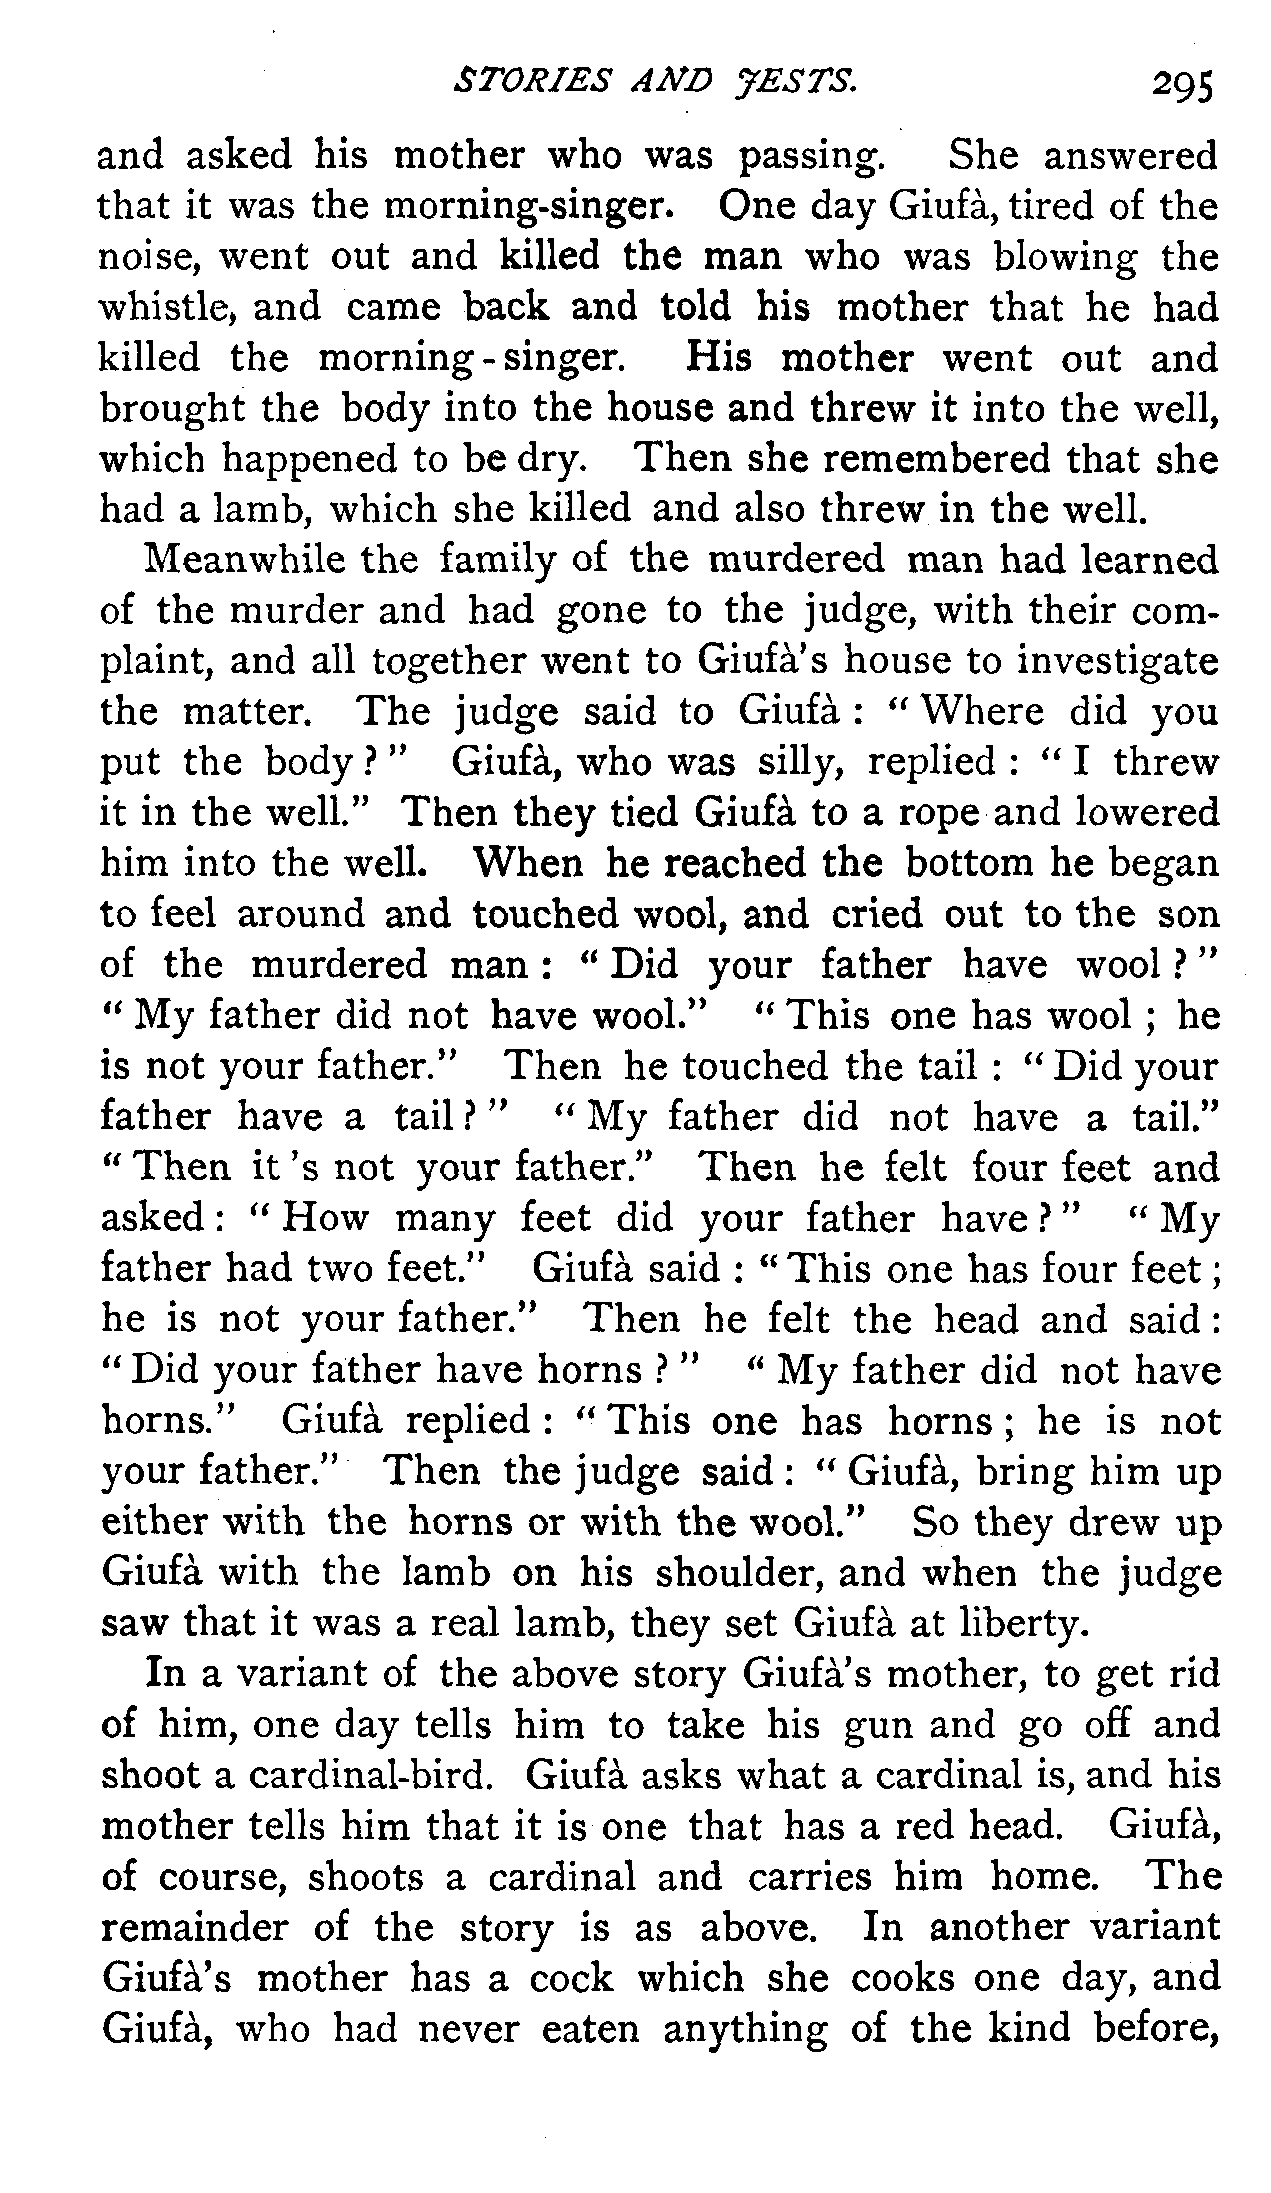 STORIES AND JESTS. 295
and asked his mother who was passing. She answered
that it was the morning-singer. One day Giufà, tired of the
noise, went out and killed the man who was blowing the
whistle, and came back and told his mother that he had
killed the morning-singer. His mother went out and
brought the body into the house and threw it into the well,
which happened to be dry. Then she remembered that she
had a lamb, which she killed and also threw in the well.
Meanwhile the family of the murdered man had learned
of the murder and had gone to the judge, with their com-
plaint, and all together went to Giufà's house to investigate
the matter. The judge said to Giufà : " Where did you
put the body ? " Giufà, who was silly, replied : " I threw
it in the well." Then they tied Giufà to a rope and lowered
him into the well. When he reached the bottom he began
to feel around and touched wool, and cried out to the son
of the murdered man : " Did your father have wool ? "
" My father did not have wool." " This one has wool ; he
is not your father." Then he touched the tail : " Did your
father have a tail ? " " My father did not have a tail."
" Then it 's not your father." Then he felt four feet and
asked : " How many feet did your father have ? " " My
father had two feet." Giufà said : " This one has four feet ;
he is not your father." Then he felt the head and said :
" Did your father have horns ? " " My father did not have
horns." Giufà replied : " This one has horns ; he is not
your father." Then the judge said : " Giufà, bring him up
either with the horns or with the wool." So they drew up
Giufà with the lamb on his shoulder, and when the judge
saw that it was a real lamb, they set Giufà at liberty.
In a variant of the above story Giufà's mother, to get rid
of him, one day tells him to take his gun and go off and
shoot a cardinal-bird. Giufà asks what a cardinal is, and his
mother tells him that it is one that has a red head. Giufà,
of course, shoots a cardinal and carries him home. The
remainder of the story is as above. In another variant
Giufà's mother has a cock which she cooks one day, and
Giufà, who had never eaten anything of the kind before,